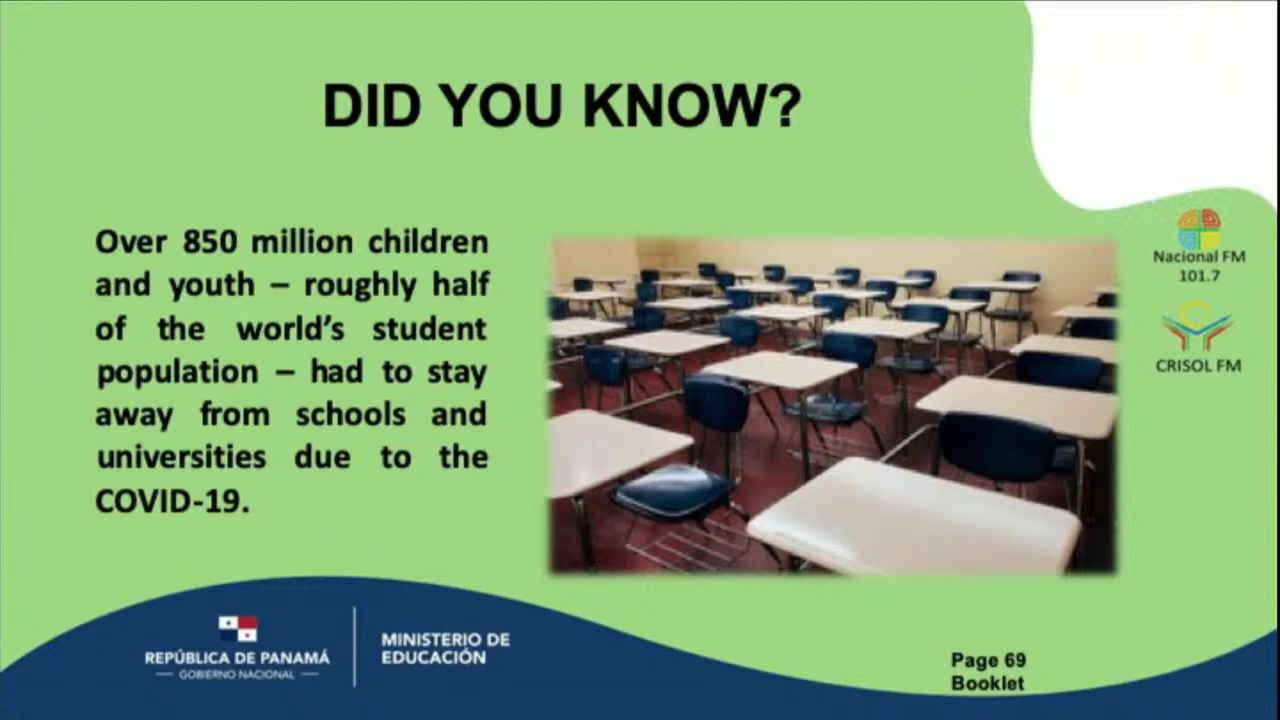 DID YOU KNOW?
Over 850 million children
and youth – roughly half
of the world’s student
population – had to stay
away from schools and
universities due to the
COVID-19.
Nacional FM
101.7
CRISOL FM
REPÚBLICA DE PANAMÁ
— GOBIERNO NACIONAL —
MINISTERIO DE
EDUCACIÓN
Page 69
Booklet